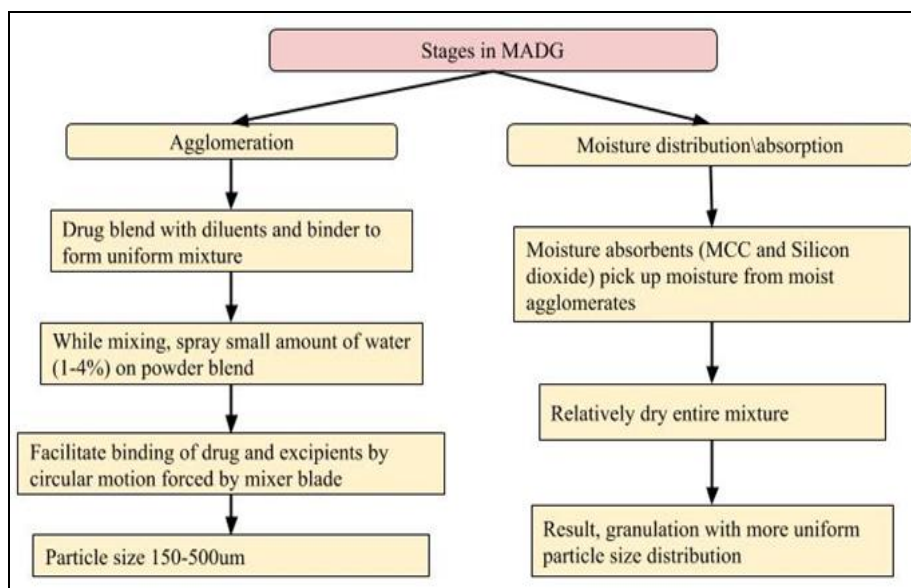 Stages in MADG
Agglomeration
Drug blend with diluents and binder to
form uniform mixture
While mixing, spray small amount of water
(1-4%) on powder blend
Facilitate binding of drug and excipients by
circular motion forced by mixer blade
Particle size 150-500um
Moisture distribution\absorption
Moisture absorbents (MCC and Silicon
dioxide) pick up moisture from moist
agglomerates
Relatively dry entire mixture
Result, granulation with more uniform
particle size distribution